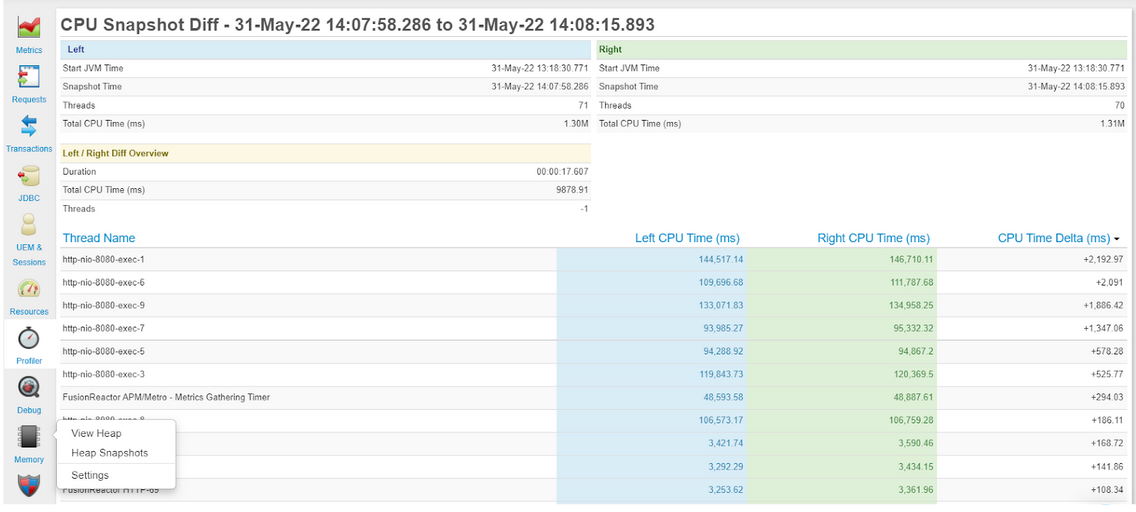 CPU Snapshot Diff - 31-May-22 14:07:58.286 to 31-May-22 14:08:15.893
Metrics
Requests
Transactions
JDBC
UEM &
Sessions
Resources
Profiler
Debug
Memory
Left
Start JVM Time 31-May-22 13:18:30.771
Snapshot Time 31-May-22 14:07:58.286
Threads 71
Total CPU Time (ms) 1.30M
Right
Start JVM Time 31-May-22 13:18:30.771
Snapshot Time 31-May-22 14:08:15.893
Threads 70
Total CPU Time (ms) 1.31M
Left / Right Diff Overview
Duration 00:00:17.607
Total CPU Time (ms) 9878.91
Threads -1
Thread Name Left CPU Time (ms) Right CPU Time (ms) CPU Time Delta (ms)
http-nio-8080-exec-1 144,517.14 146,710.11 +2,192.97
http-nio-8080-exec-6 109,696.68 111,787.68 +2,091
http-nio-8080-exec-9 133,071.83 134,958.25 +1,886.42
http-nio-8080-exec-7 93,985.27 95,332.32 +1,347.06
http-nio-8080-exec-5 94,288.92 94,867.2 +578.28
http-nio-8080-exec-3 119,843.73 120,369.5 +525.77
FusionReactor APM/Metro - Metrics Gathering Timer 48,593.58 48,887.61 +294.03
http-nio-8080-exec-8 106,573.17 106,759.28 +186.11
3,421.74 3,590.46 +168.72
3,292.29 3,434.15 +141.86
FusionReactor HTTP-69 3,253.62 3,361.96 +108.34
View Heap
Heap Snapshots
Settings